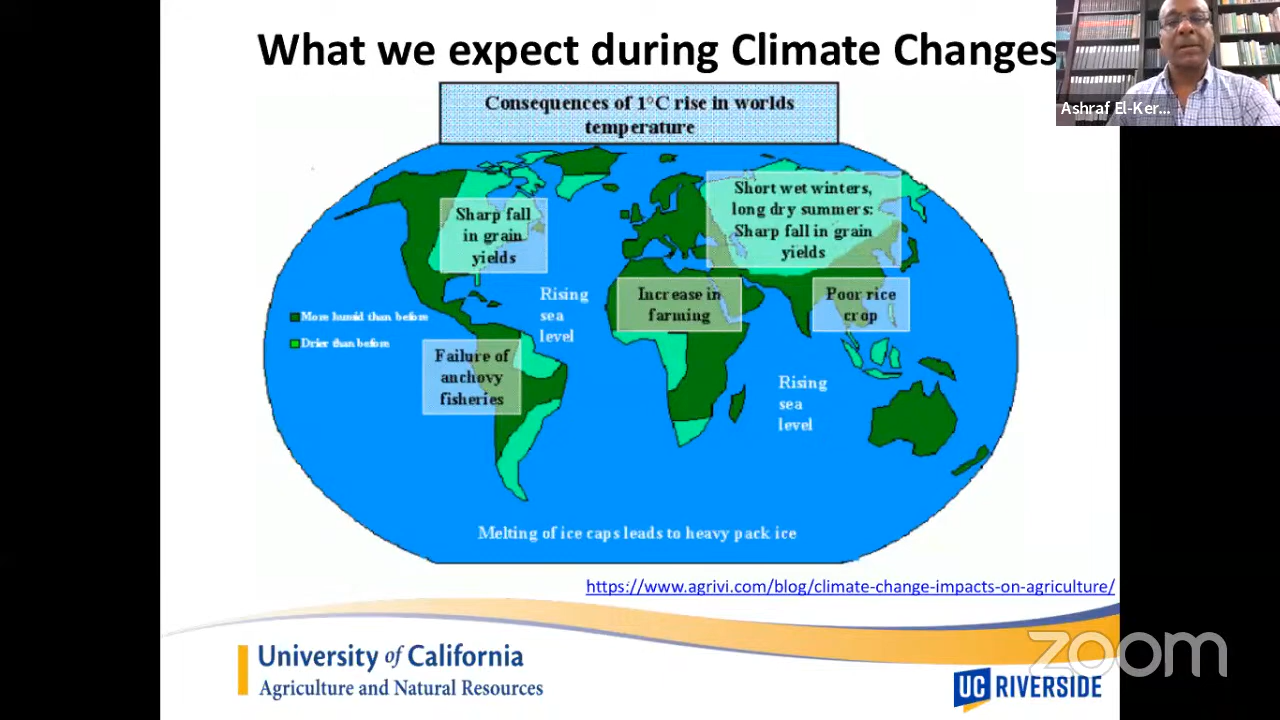 What we expect during Climate Changes
Ashraf El-Ker...
Consequences of 1°C rise in worlds
temperature
Short wet winters,
long dry summers:
Sharp fall in grain
yields
Sharp fall
in grain
yields
Rising
sea
level
Increase in
farming
Poor rice
crop
More humid than before
Drier than before
Failure of
anchovy
fisheries
Rising
sea
level
Melting of ice caps leads to heavy pack ice
https://www.agrivi.com/blog/climate-change-impacts-on-agriculture/
University of California
Agriculture and Natural Resources
zoom
UC RIVERSIDE